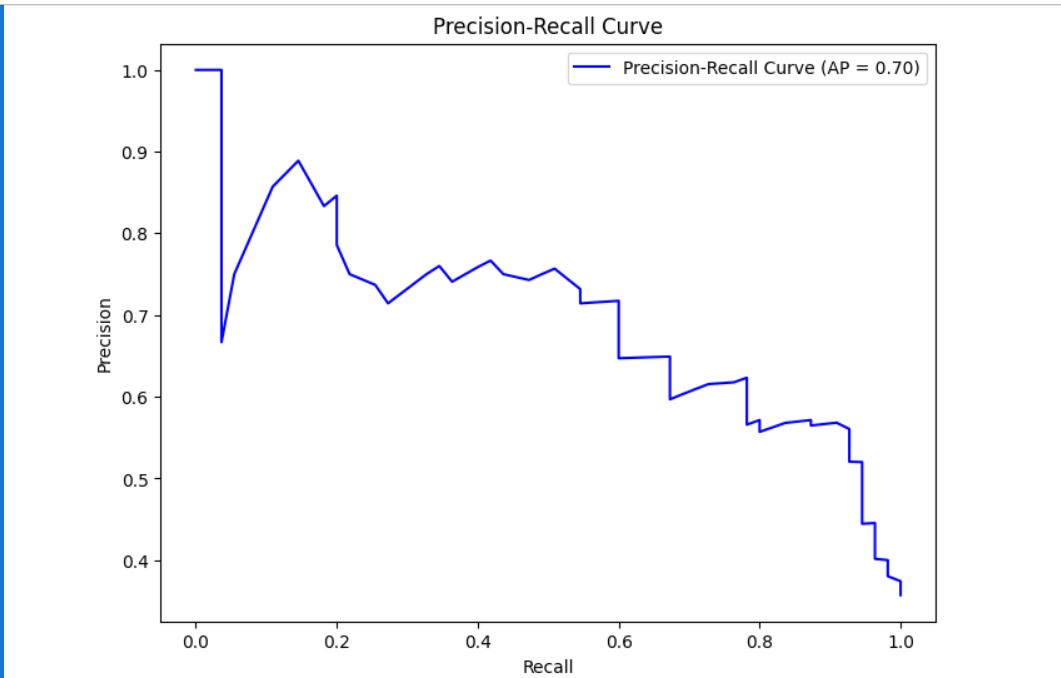 Precision-Recall Curve
Precision-Recall Curve (AP = 0.70)
1.0
0.9
0.8
0.7
0.6
0.5
0.4
Precision
0.0 0.2 0.4 0.6 0.8 1.0
Recall